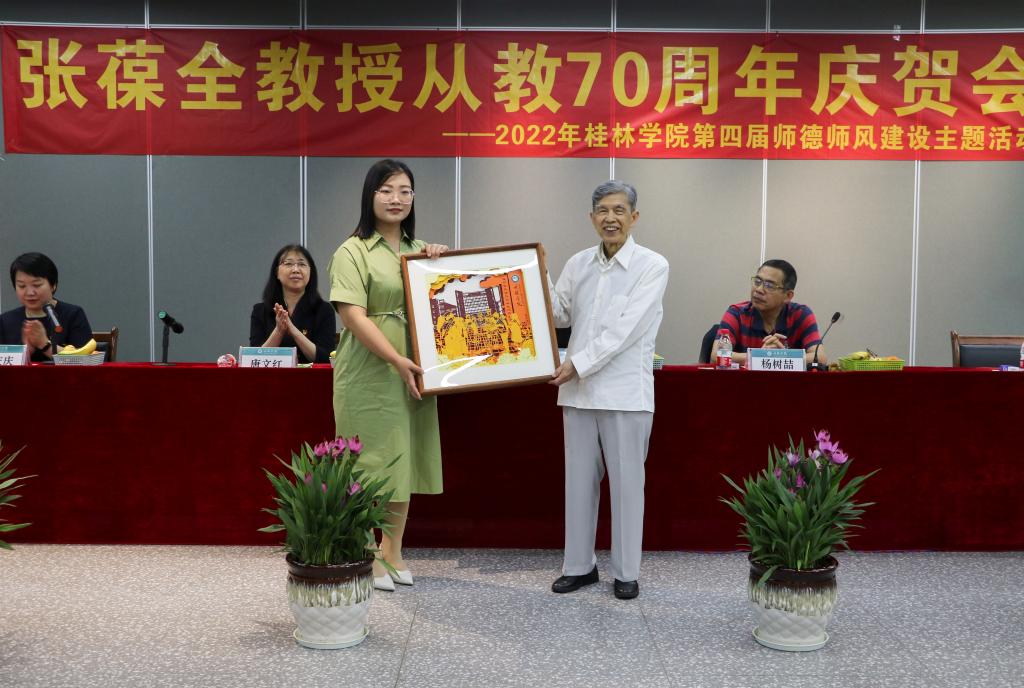 张葆全教授从教70周年庆贺会
——2022年桂林学院第四届师德师风建设主题活动
唐文红
杨树喆